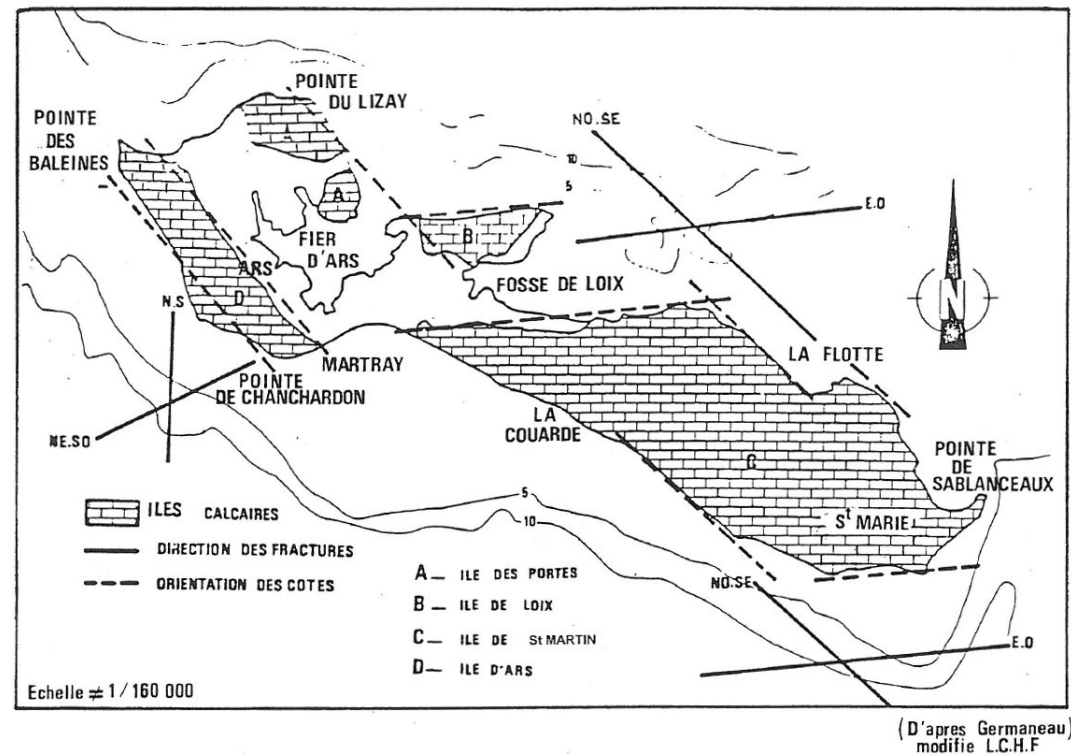 POINTE
DU LIZAY
POINTE
DES
BALEINES
NO.SE
10
5
A
A
E.O
B
FIER
D'ARS
ARS
FOSSE DE LOIX
D
N.S
N
LA FLOTTE
MARTRAY
POINTE
DE CHANCHARDON
LA
COUARDE
NE.SO
C
POINTE
DE
SABLANCEAUX
5
10
St MARIE
ILES CALCAIRES
DIRECTION DES FRACTURES
ORIENTATION DES COTES
A _ ILE DES PORTES
B _ ILE DE LOIX
C _ ILE DE St MARTIN
D _ ILE D'ARS
NO.SE
E.O
Echelle ≠ 1/160 000
(D'apres Germaneau)
modifie L.C.H.F